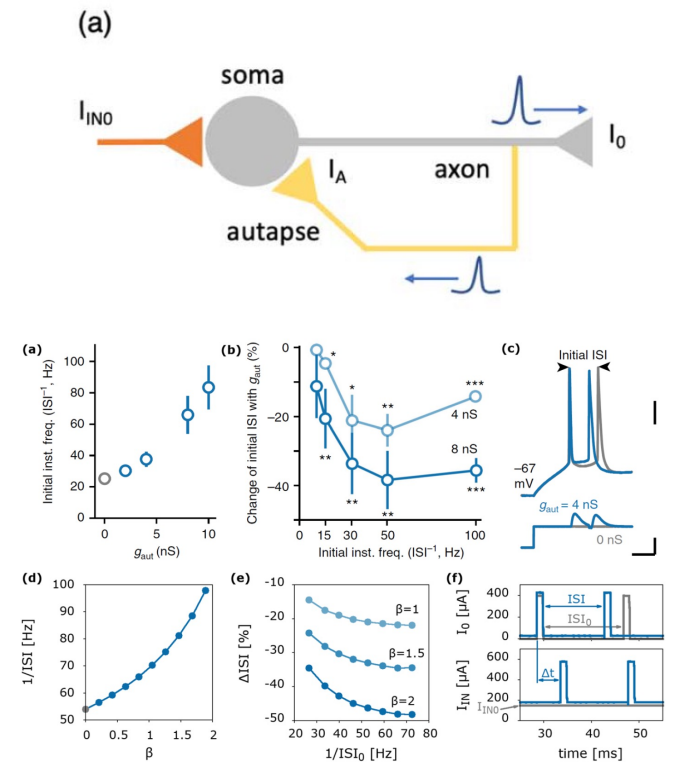 (a)
soma
I_IN0
I_0
I_A
axon
autapse
(a)
Initial inst. freq. (ISI⁻¹, Hz)
100
80
60
40
20
0
0
5
10
g_aut (nS)
(b)
Change of initial ISI with g_aut (%)
0
−20
−40
*
*
**
***
4 nS
8 nS
**
**
**
***
0
15
30
50
100
Initial inst. freq. (ISI⁻¹, Hz)
(c)
Initial ISI
−67
mV
g_aut = 4 nS
0 nS
(d)
1/ISI [Hz]
100
90
80
70
60
50
0
0.5
1
1.5
2
β
(e)
ΔISI [%]
-10
-20
-30
-40
-50
β=1
β=1.5
β=2
20
30
40
50
60
70
80
1/ISI_0 [Hz]
(f)
I_0 [μA]
400
200
0
ISI
ISI_0
I_IN [μA]
600
400
200
0
Δt
I_IN0
30
40
50
time [ms]